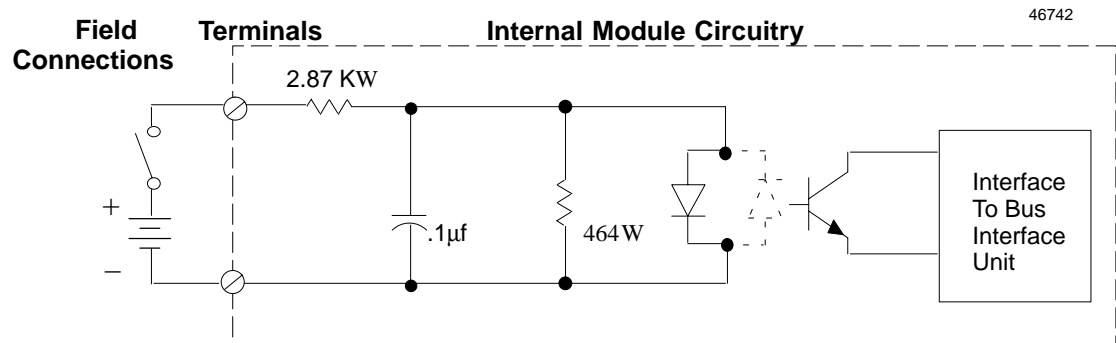 46742
Field
Connections
Terminals
Internal Module Circuitry
2.87 KW
+
−
.1µf
464W
Interface
To Bus
Interface
Unit